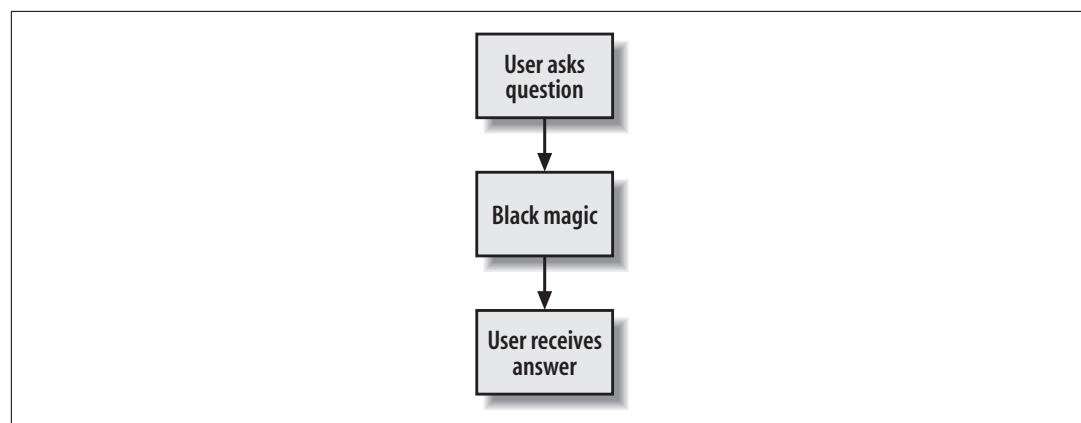 User asks
question
Black magic
User receives
answer